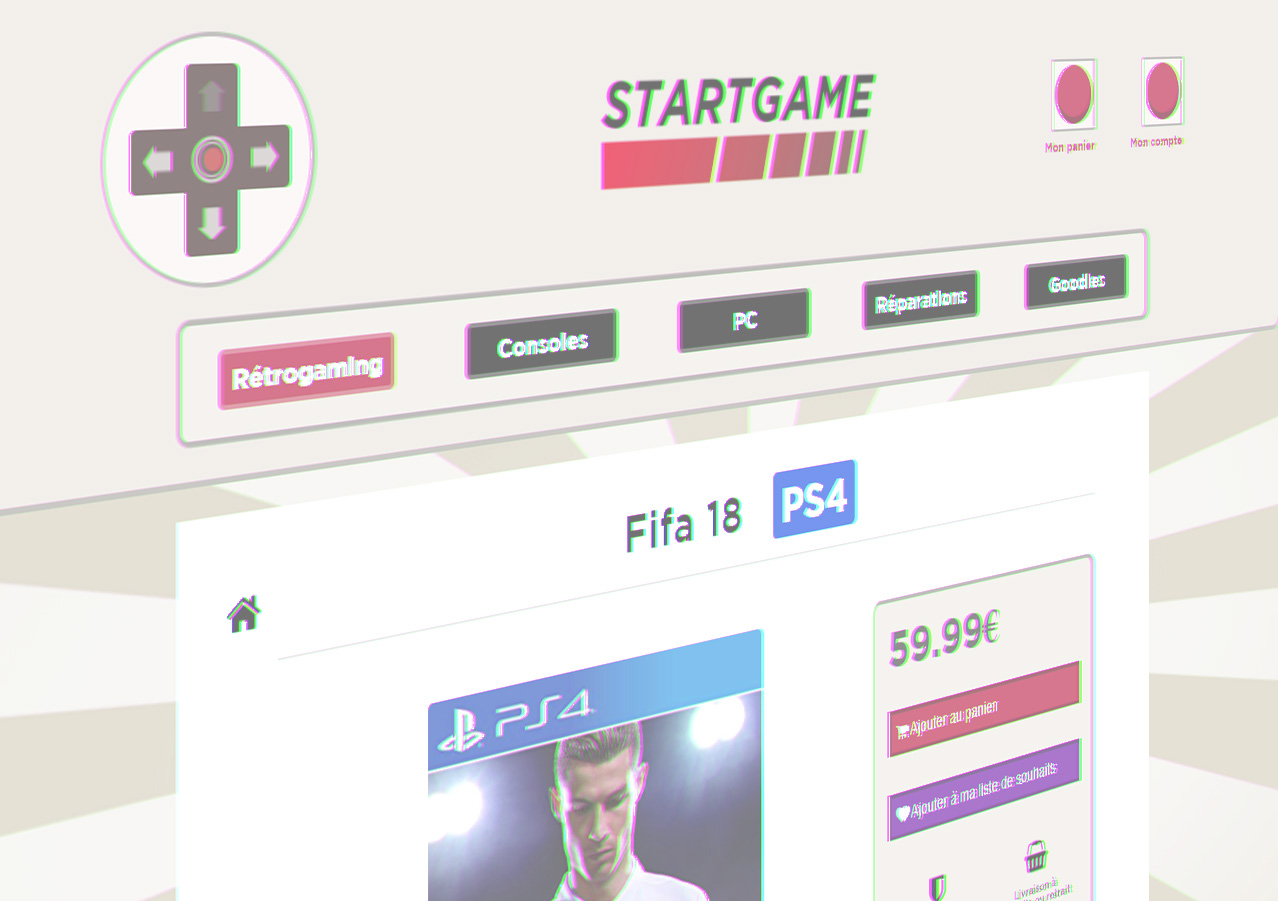 STARTGAME
Mon panier
Mon compte
Rétrogaming
Consoles
PC
Réparations
Goodies
Fifa 18
PS4
59.99€
PS4
Ajouter au panier
Ajouter à ma liste de souhaits
Livraison à
ou retrait